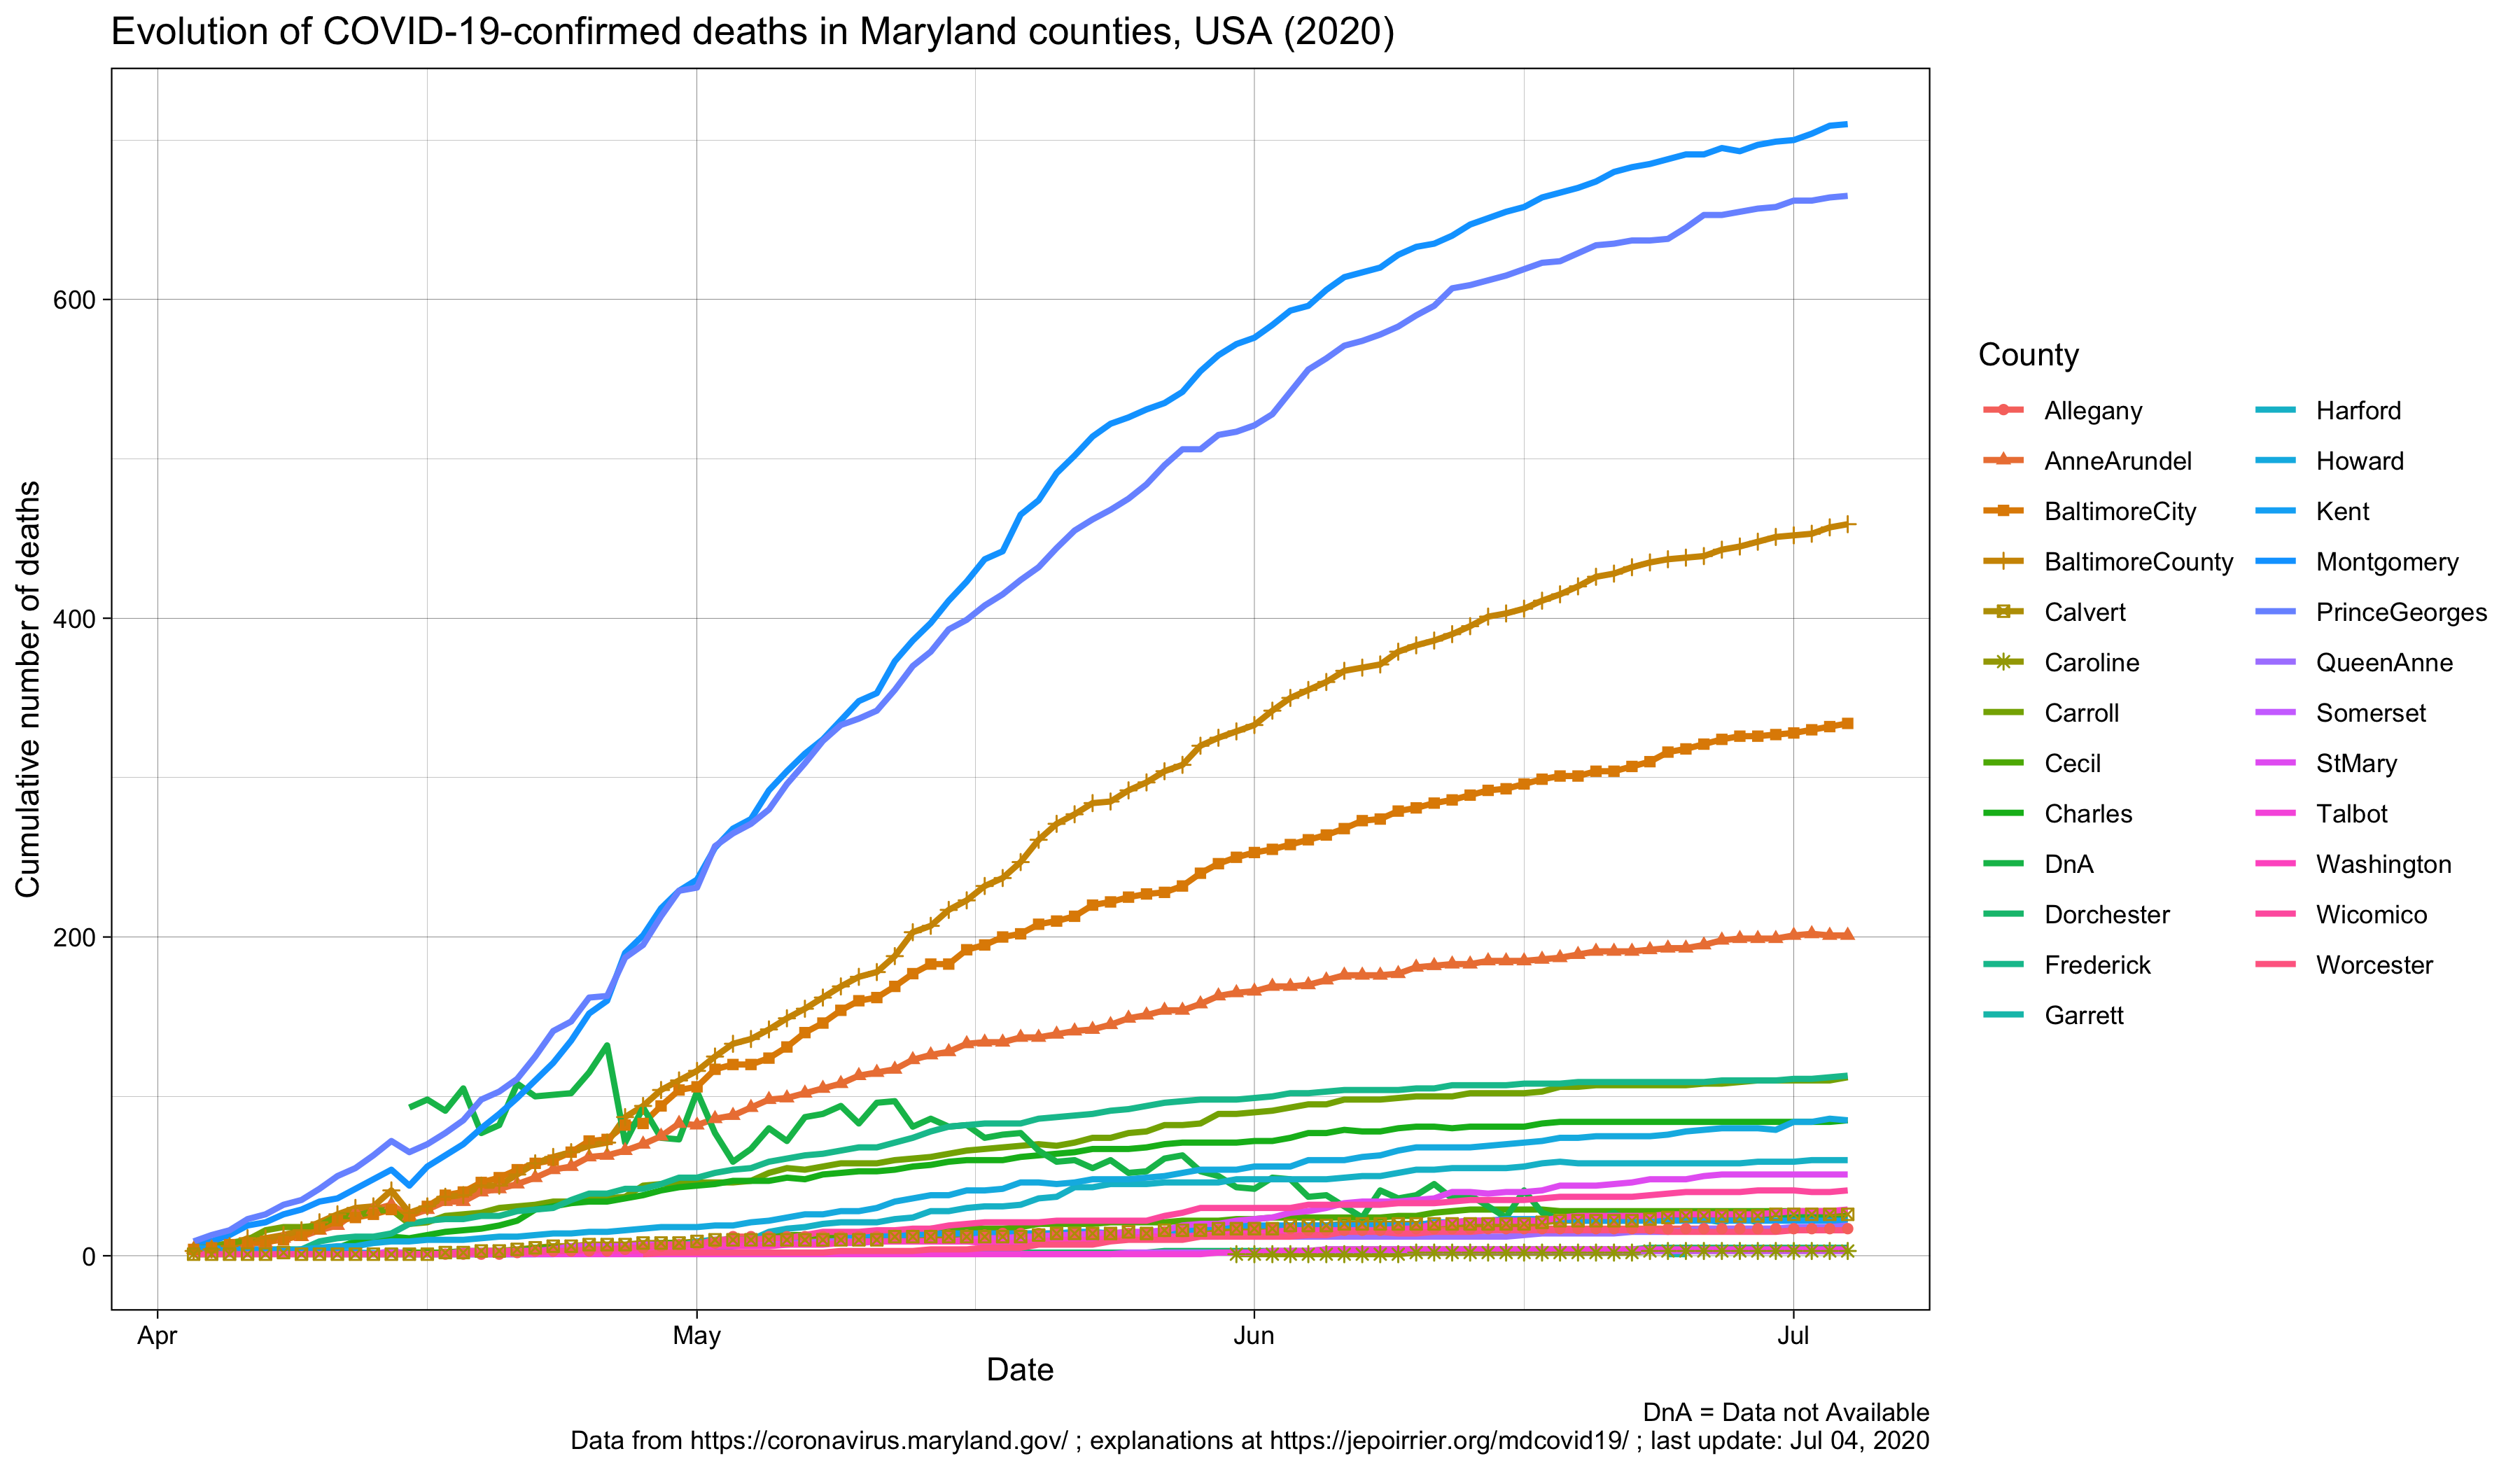 Evolution of COVID-19-confirmed deaths in Maryland counties, USA (2020)
Cumulative number of deaths
600
400
200
0
Apr
May
Jun
Jul
Date
County
Allegany
AnneArundel
BaltimoreCity
BaltimoreCounty
Calvert
Caroline
Carroll
Cecil
Charles
DnA
Dorchester
Frederick
Garrett
Harford
Howard
Kent
Montgomery
PrinceGeorges
QueenAnne
Somerset
StMary
Talbot
Washington
Wicomico
Worcester
DnA = Data not Available
Data from https://coronavirus.maryland.gov/ ; explanations at https://jepoirrier.org/mdcovid19/ ; last update: Jul 04, 2020